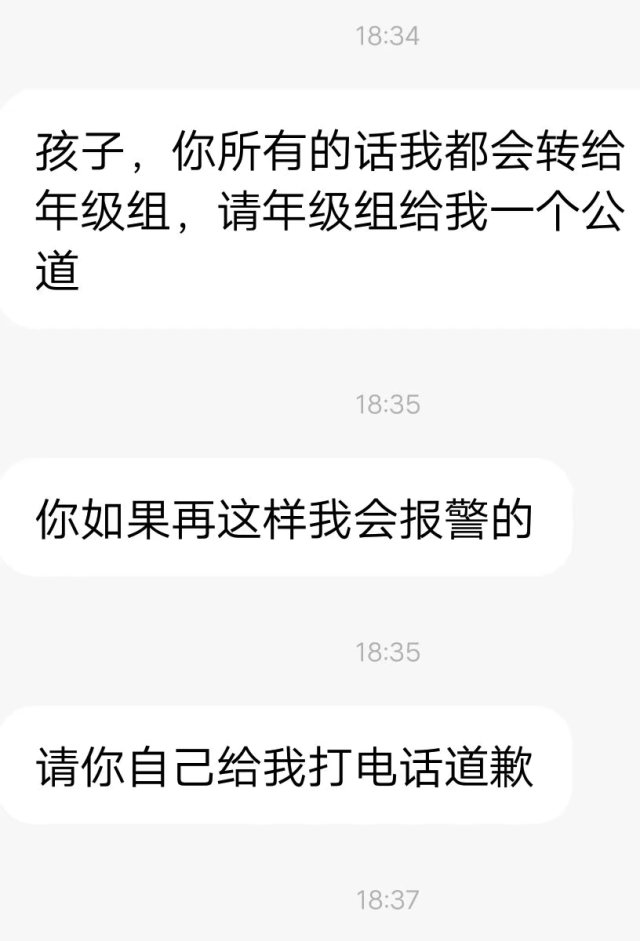 18:34
孩子，你所有的话我都会转给
年级组，请年级组给我一个公
道
18:35
你如果再这样我会报警的
18:35
请你自己给我打电话道歉
18:37